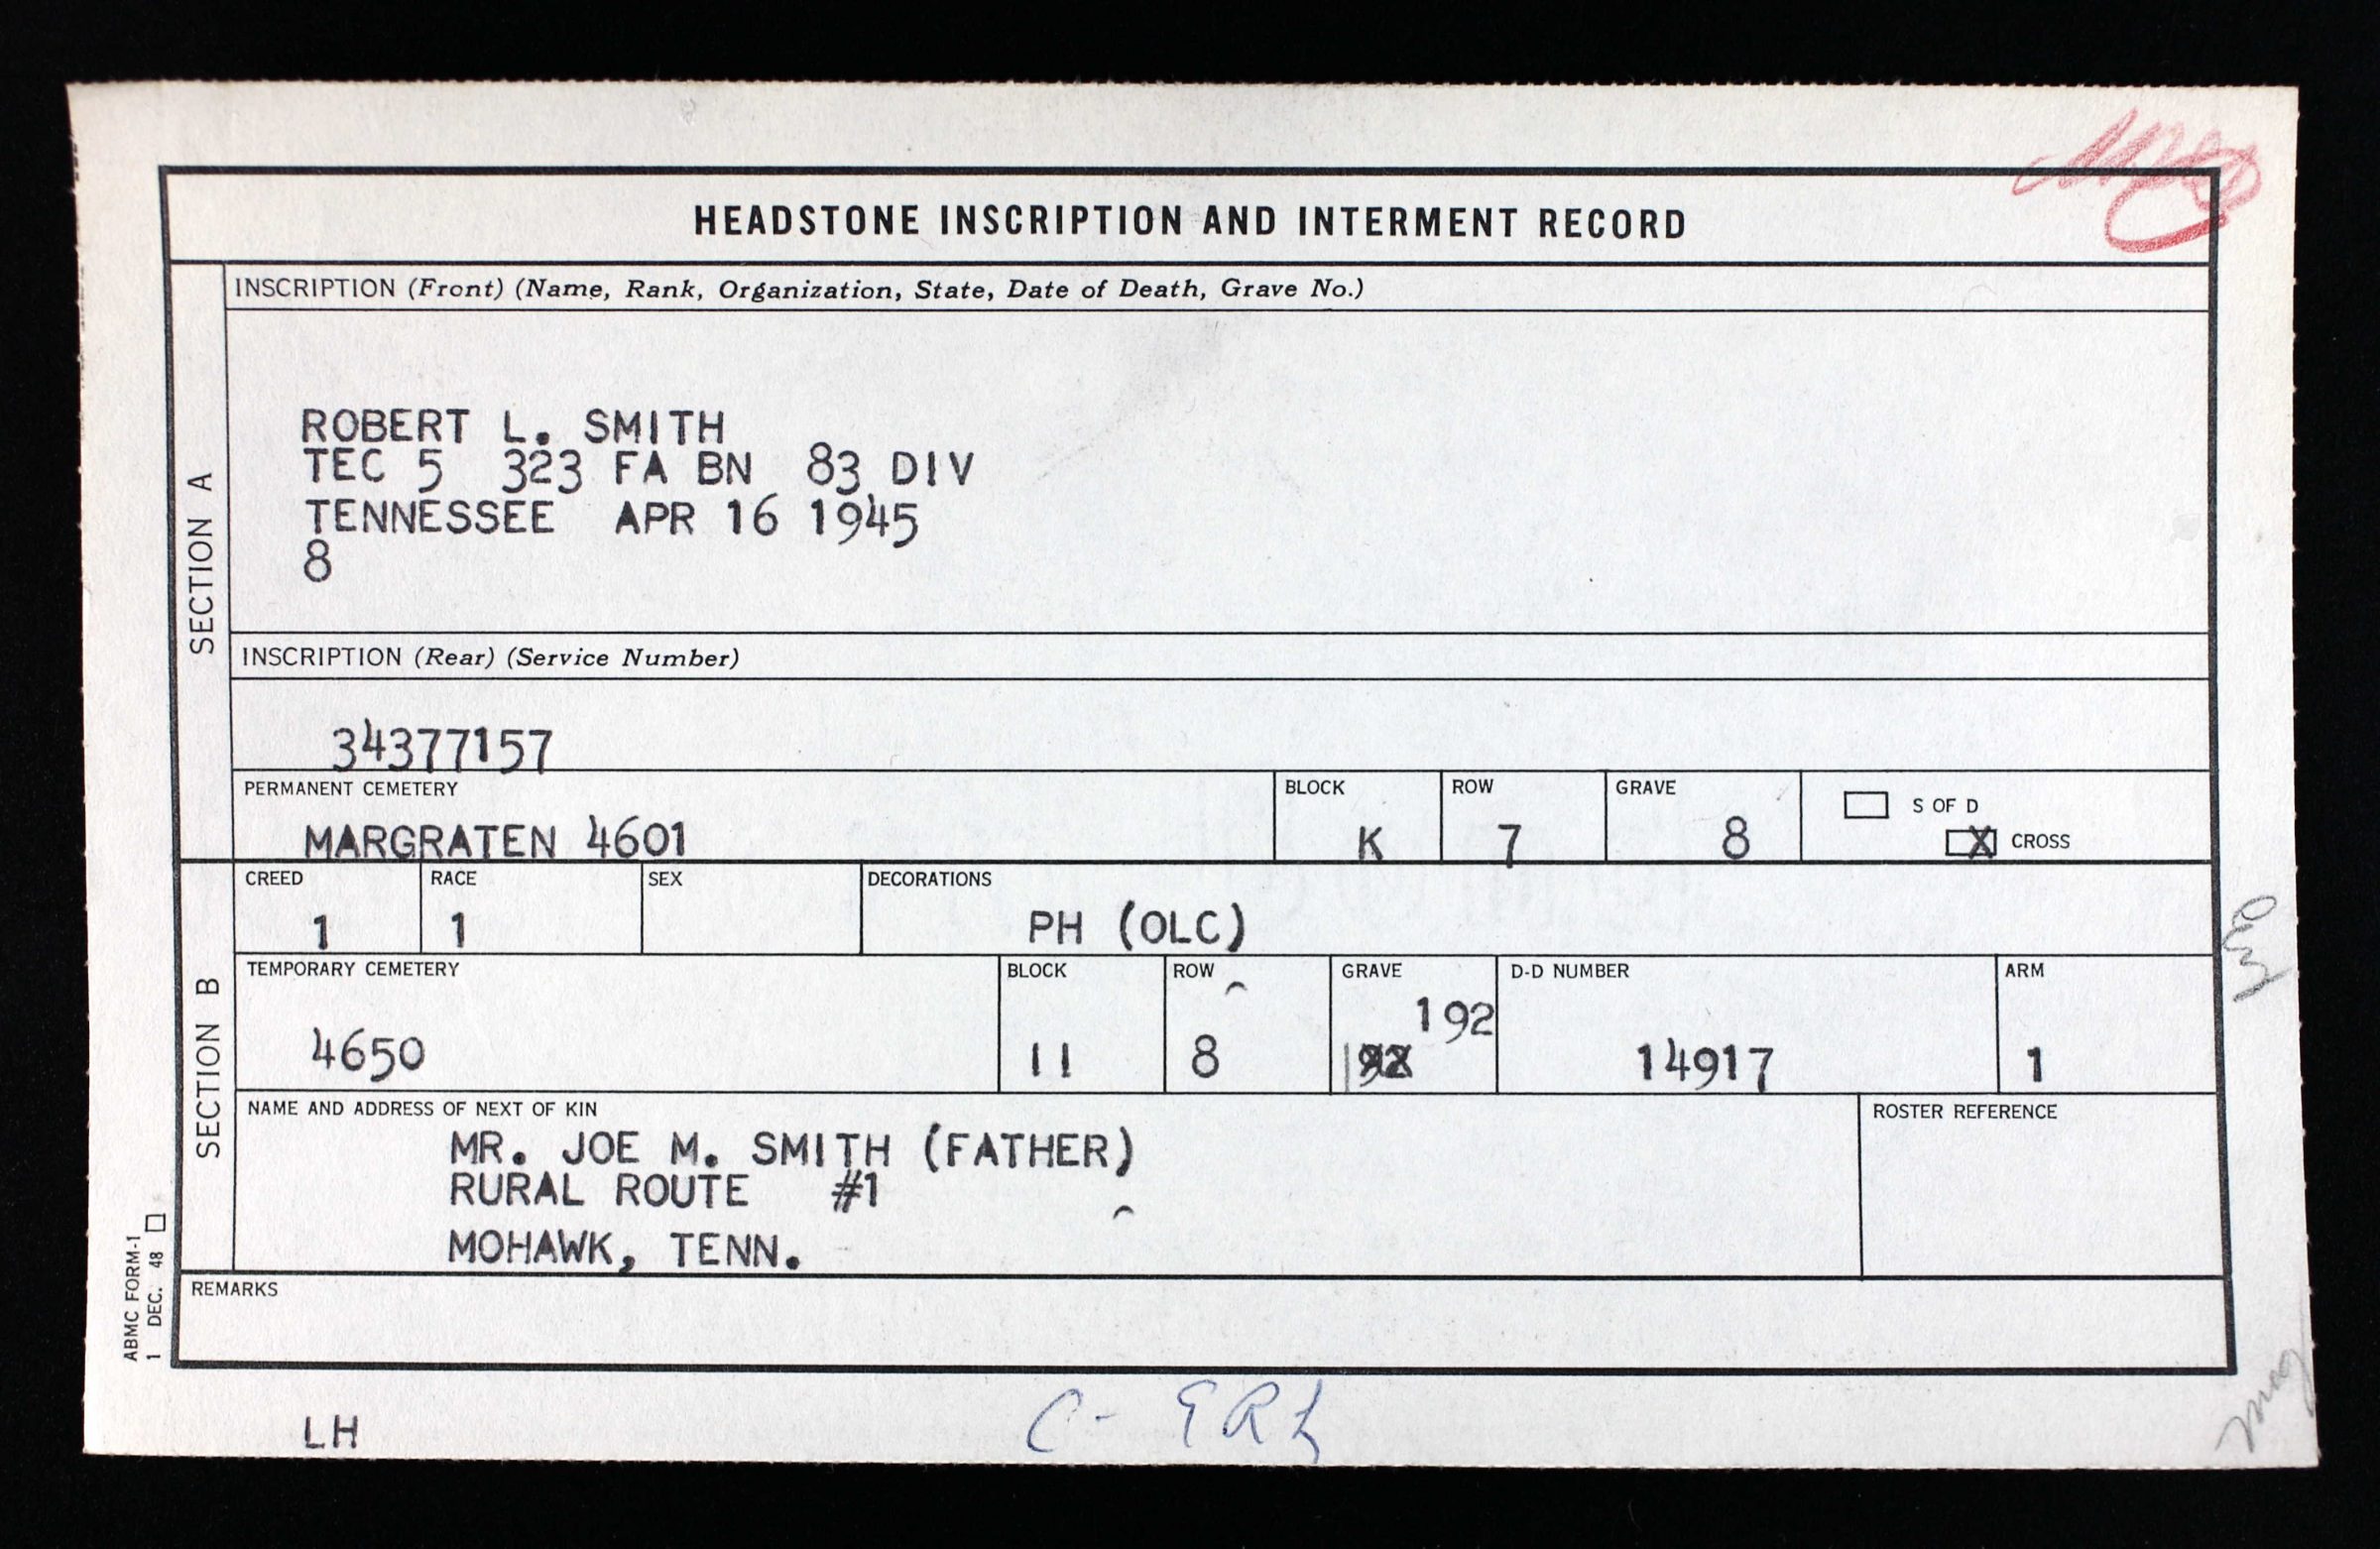 HEADSTONE INSCRIPTION AND INTERMENT RECORD
SECTION A
INSCRIPTION (Front) (Name, Rank, Organization, State, Date of Death, Grave No.)
ROBERT L. SMITH
TEC 5 323 FA BN 83 DIV
TENNESSEE APR 16 1945
8
INSCRIPTION (Rear) (Service Number)
34377157
PERMANENT CEMETERY BLOCK ROW GRAVE
MARGRATEN 4601 K 7 8
S OF D
X CROSS
SECTION B
CREED RACE SEX DECORATIONS
1 1 PH (OLC)
TEMPORARY CEMETERY BLOCK ROW GRAVE D-D NUMBER ARM
192
4650 11 8 14917 1
NAME AND ADDRESS OF NEXT OF KIN ROSTER REFERENCE
MR. JOE M. SMITH (FATHER)
RURAL ROUTE #1
MOHAWK, TENN.
REMARKS
ABMC FORM-1
1 DEC. 48
LH
C- ERL